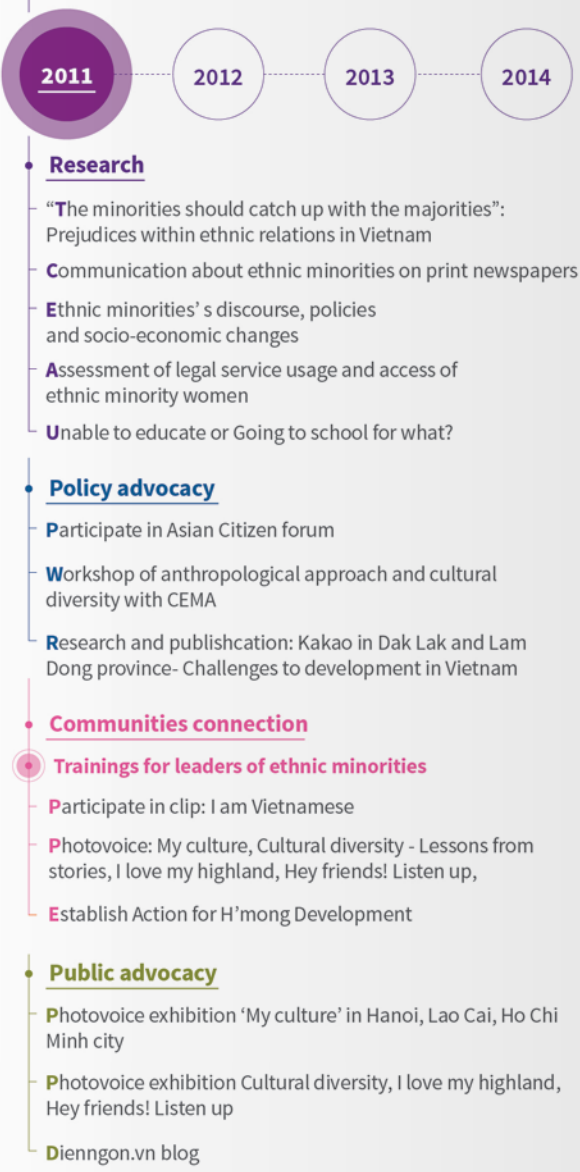 2011 2012 2013 2014
Research
“The minorities should catch up with the majorities”:
Prejudices within ethnic relations in Vietnam
Communication about ethnic minorities on print newspapers
Ethnic minorities’ s discourse, policies
and socio-economic changes
Assessment of legal service usage and access of
ethnic minority women
Unable to educate or Going to school for what?
Policy advocacy
Participate in Asian Citizen forum
Workshop of anthropological approach and cultural
diversity with CEMA
Research and publishcation: Kakao in Dak Lak and Lam
Dong province- Challenges to development in Vietnam
Communities connection
Trainings for leaders of ethnic minorities
Participate in clip: I am Vietnamese
Photovoice: My culture, Cultural diversity - Lessons from
stories, I love my highland, Hey friends! Listen up,
Establish Action for H’mong Development
Public advocacy
Photovoice exhibition ‘My culture’ in Hanoi, Lao Cai, Ho Chi
Minh city
Photovoice exhibition Cultural diversity, I love my highland,
Hey friends! Listen up
Dienngon.vn blog